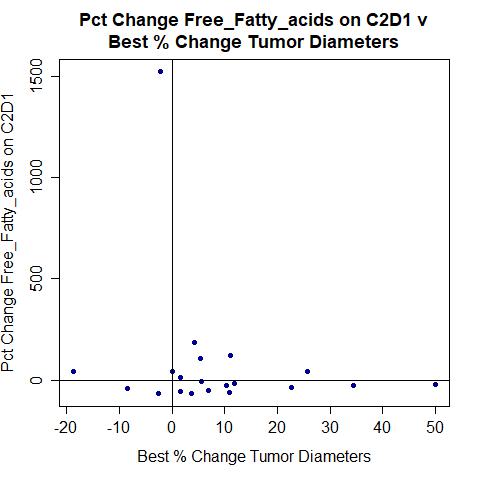 Pct Change Free_Fatty_acids on C2D1 v
Best % Change Tumor Diameters
Pct Change Free_Fatty_acids on C2D1
1500
1000
500
0
-20 -10 0 10 20 30 40 50
Best % Change Tumor Diameters